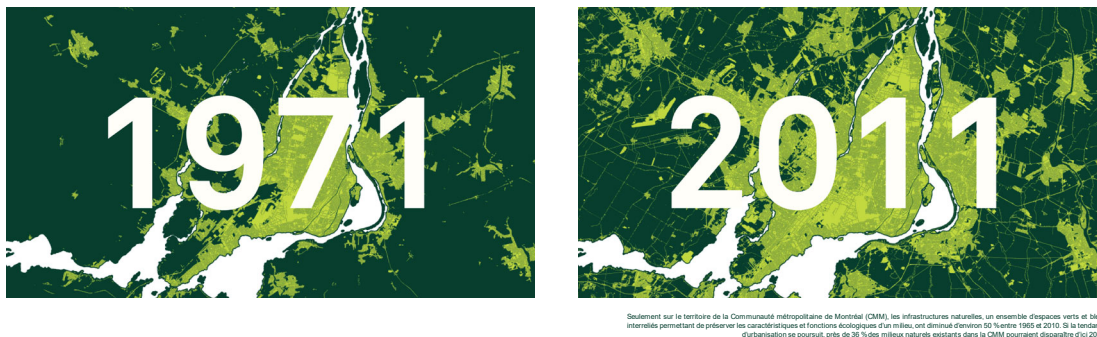 1971
2011
Seulement sur le territoire de la Communauté métropolitaine de Montréal (CMM), les infrastructures naturelles, un ensemble d'espaces verts et
interreliés permettant de préserver les caractéristiques et fonctions écologiques d'un milieu, ont diminué d'environ 50 % entre 1965 et 2010. Si la
d'urbanisation se poursuit, près de 36 % des milieux naturels existants dans la CMM pourraient disparaître d'ici